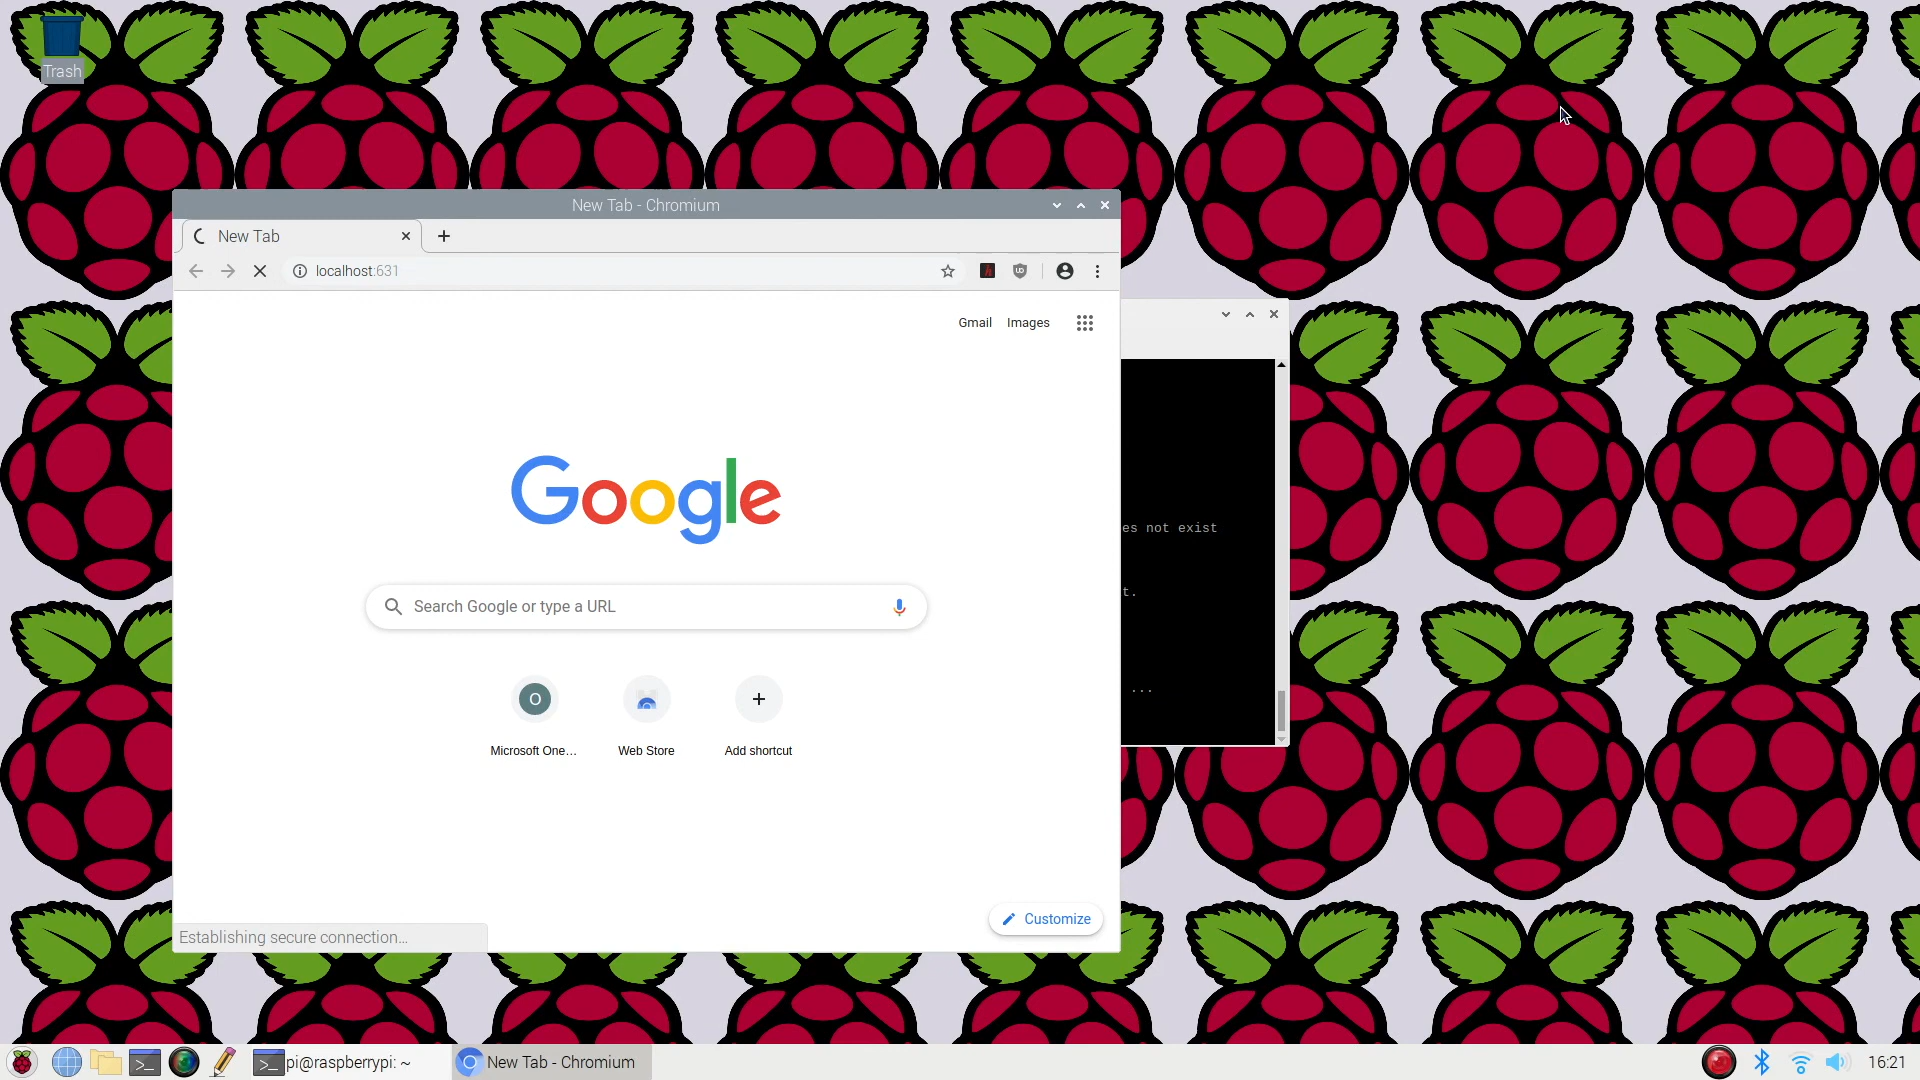 Trash
New Tab - Chromium
New Tab
localhost:631
Gmail Images
es not exist
t.
Google
Search Google or type a URL
...
O
Microsoft One... Web Store Add shortcut
Customize
Establishing secure connection...
pi@raspberrypi: ~ New Tab - Chromium 16:21